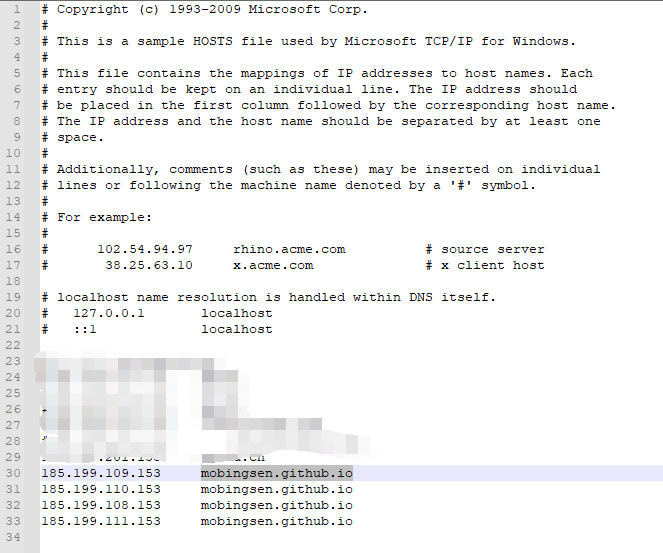 1 # Copyright (c) 1993-2009 Microsoft Corp.
2 #
3 # This is a sample HOSTS file used by Microsoft TCP/IP for Windows.
4 #
5 # This file contains the mappings of IP addresses to host names. Each
6 # entry should be kept on an individual line. The IP address should
7 # be placed in the first column followed by the corresponding host name.
8 # The IP address and the host name should be separated by at least one
9 # space.
10 #
11 # Additionally, comments (such as these) may be inserted on individual
12 # lines or following the machine name denoted by a '#' symbol.
13 #
14 # For example:
15 #
16 #      102.54.94.97     rhino.acme.com          # source server
17 #       38.25.63.10     x.acme.com              # x client host
18
19 # localhost name resolution is handled within DNS itself.
20 #   127.0.0.1       localhost
21 #   ::1             localhost
22
23
24
25
26
27
28
29
30 185.199.109.153     mobingsen.github.io
31 185.199.110.153     mobingsen.github.io
32 185.199.108.153     mobingsen.github.io
33 185.199.111.153     mobingsen.github.io
34